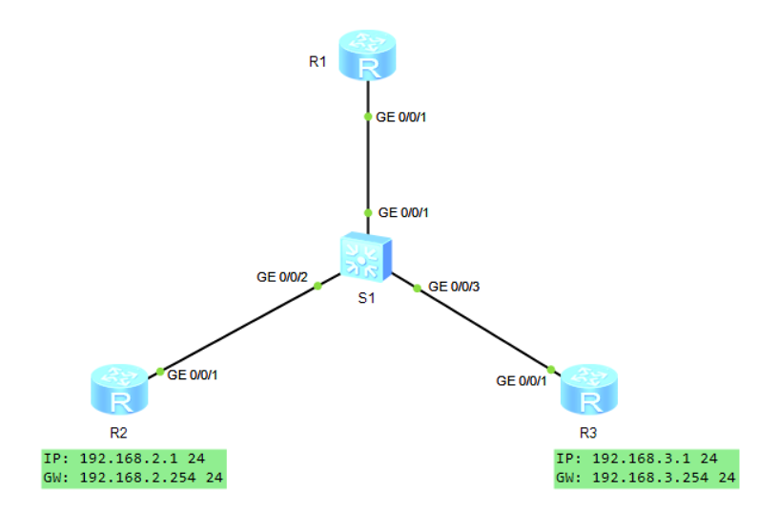 R1
R
GE 0/0/1
GE 0/0/1
GE 0/0/2
GE 0/0/3
S1
GE 0/0/1
GE 0/0/1
R
R
R2
R3
IP: 192.168.2.1 24
GW: 192.168.2.254 24
IP: 192.168.3.1 24
GW: 192.168.3.254 24